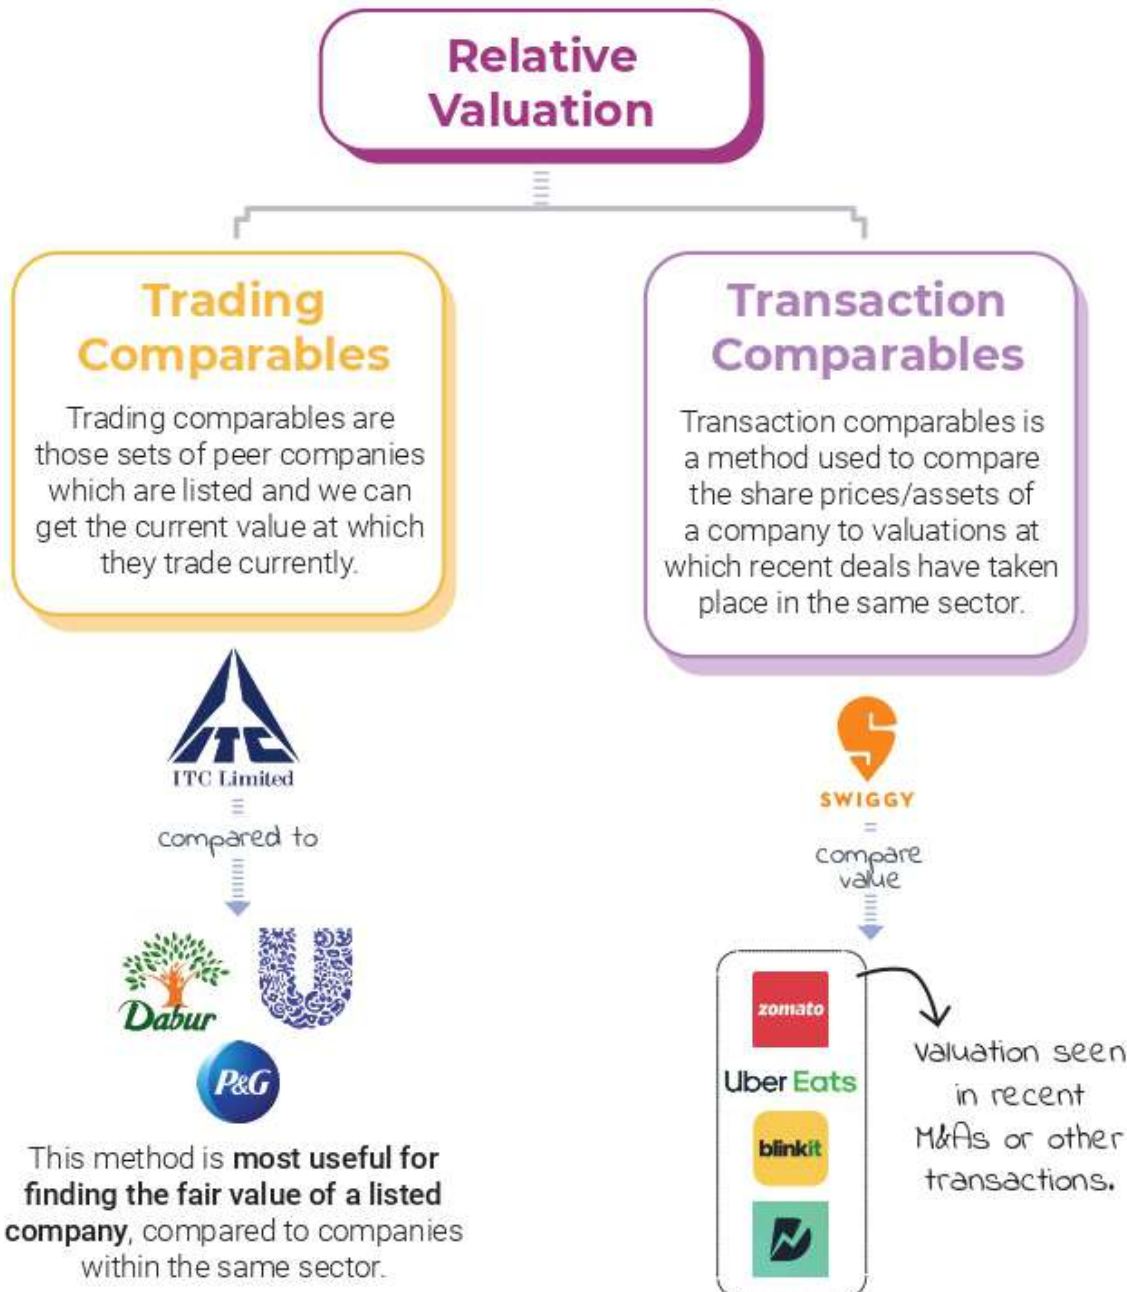 Relative
Valuation
Trading
Comparables
Trading comparables are
those sets of peer companies
which are listed and we can
get the current value at which
they trade currently.
ITC
ITC Limited
compared to
Dabur
U
P&G
This method is most useful for
finding the fair value of a listed
company, compared to companies
within the same sector.
Transaction
Comparables
Transaction comparables is
a method used to compare
the share prices/assets of
a company to valuations at
which recent deals have taken
place in the same sector.
SWIGGY
compare
value
zomato
Uber Eats
blinkit
Valuation seen
in recent
M&As or other
transactions.